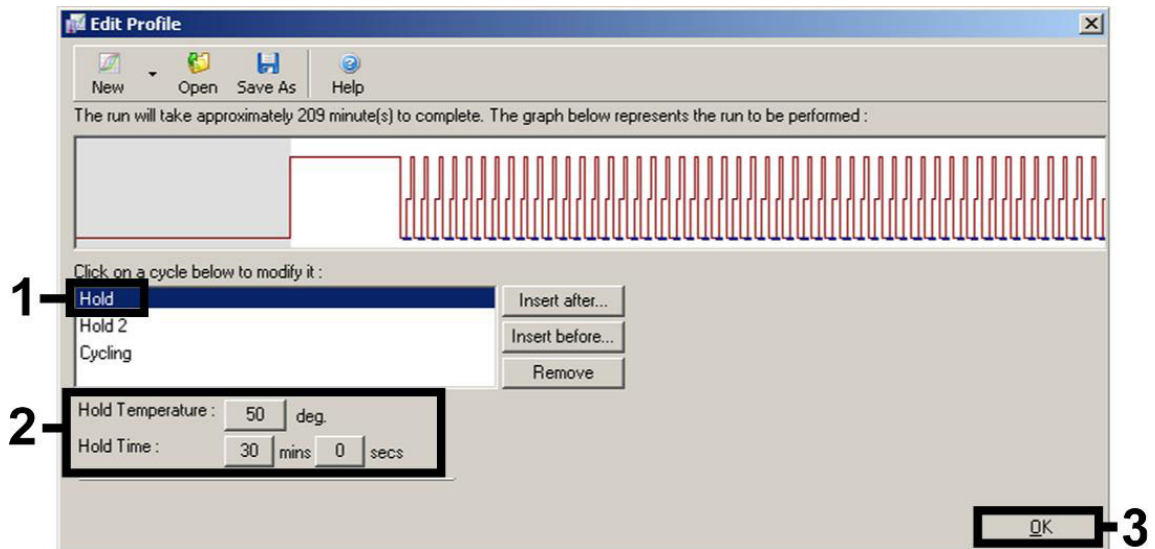 Edit Profile
New Open Save As Help
The run will take approximately 209 minute(s) to complete. The graph below represents the run to be performed :
Click on a cycle below to modify it :
1 Hold Insert after...
Hold 2 Insert before...
Cycling
Remove
2 Hold Temperature : 50 deg.
Hold Time : 30 mins 0 secs
OK 3